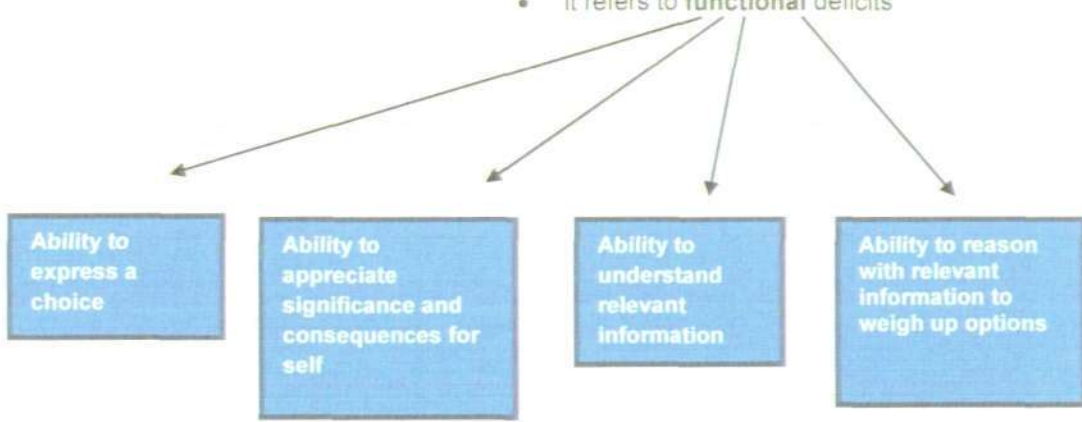 • It refers to functional deficits
Ability to
express a
choice
Ability to
appreciate
significance and
consequences for
self
Ability to
understand
relevant
information
Ability to reason
with relevant
information to
weigh up options